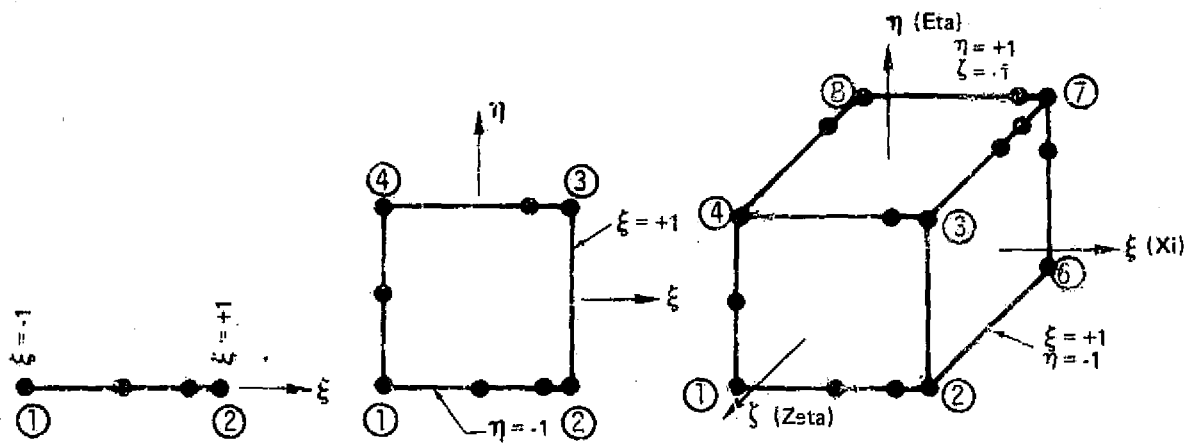 ξ = -1
ξ = +1
ξ
①
②
η
④
③
ξ = +1
ξ
①
②
η = -1
η (Eta)
η = +1
ζ = -1
⑧
⑦
④
③
ξ (Xi)
⑥
ξ = +1
η = -1
①
②
ζ (Zeta)